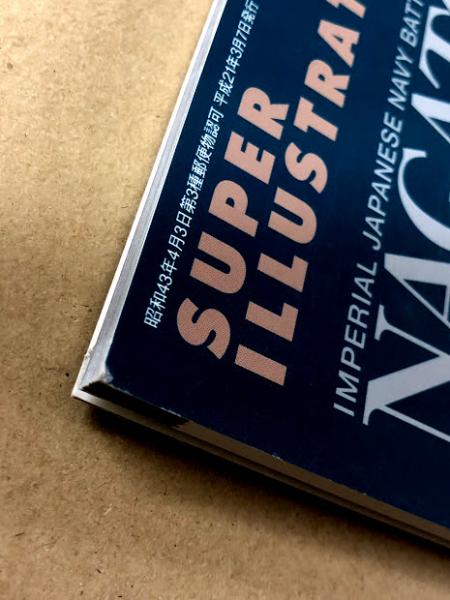 昭和43年4月3日第3種郵便物認可 平成21年3月7日発行
SUPER
ILLUSTRAT
IMPERIAL JAPANESE NAVY BATT
NAGAT